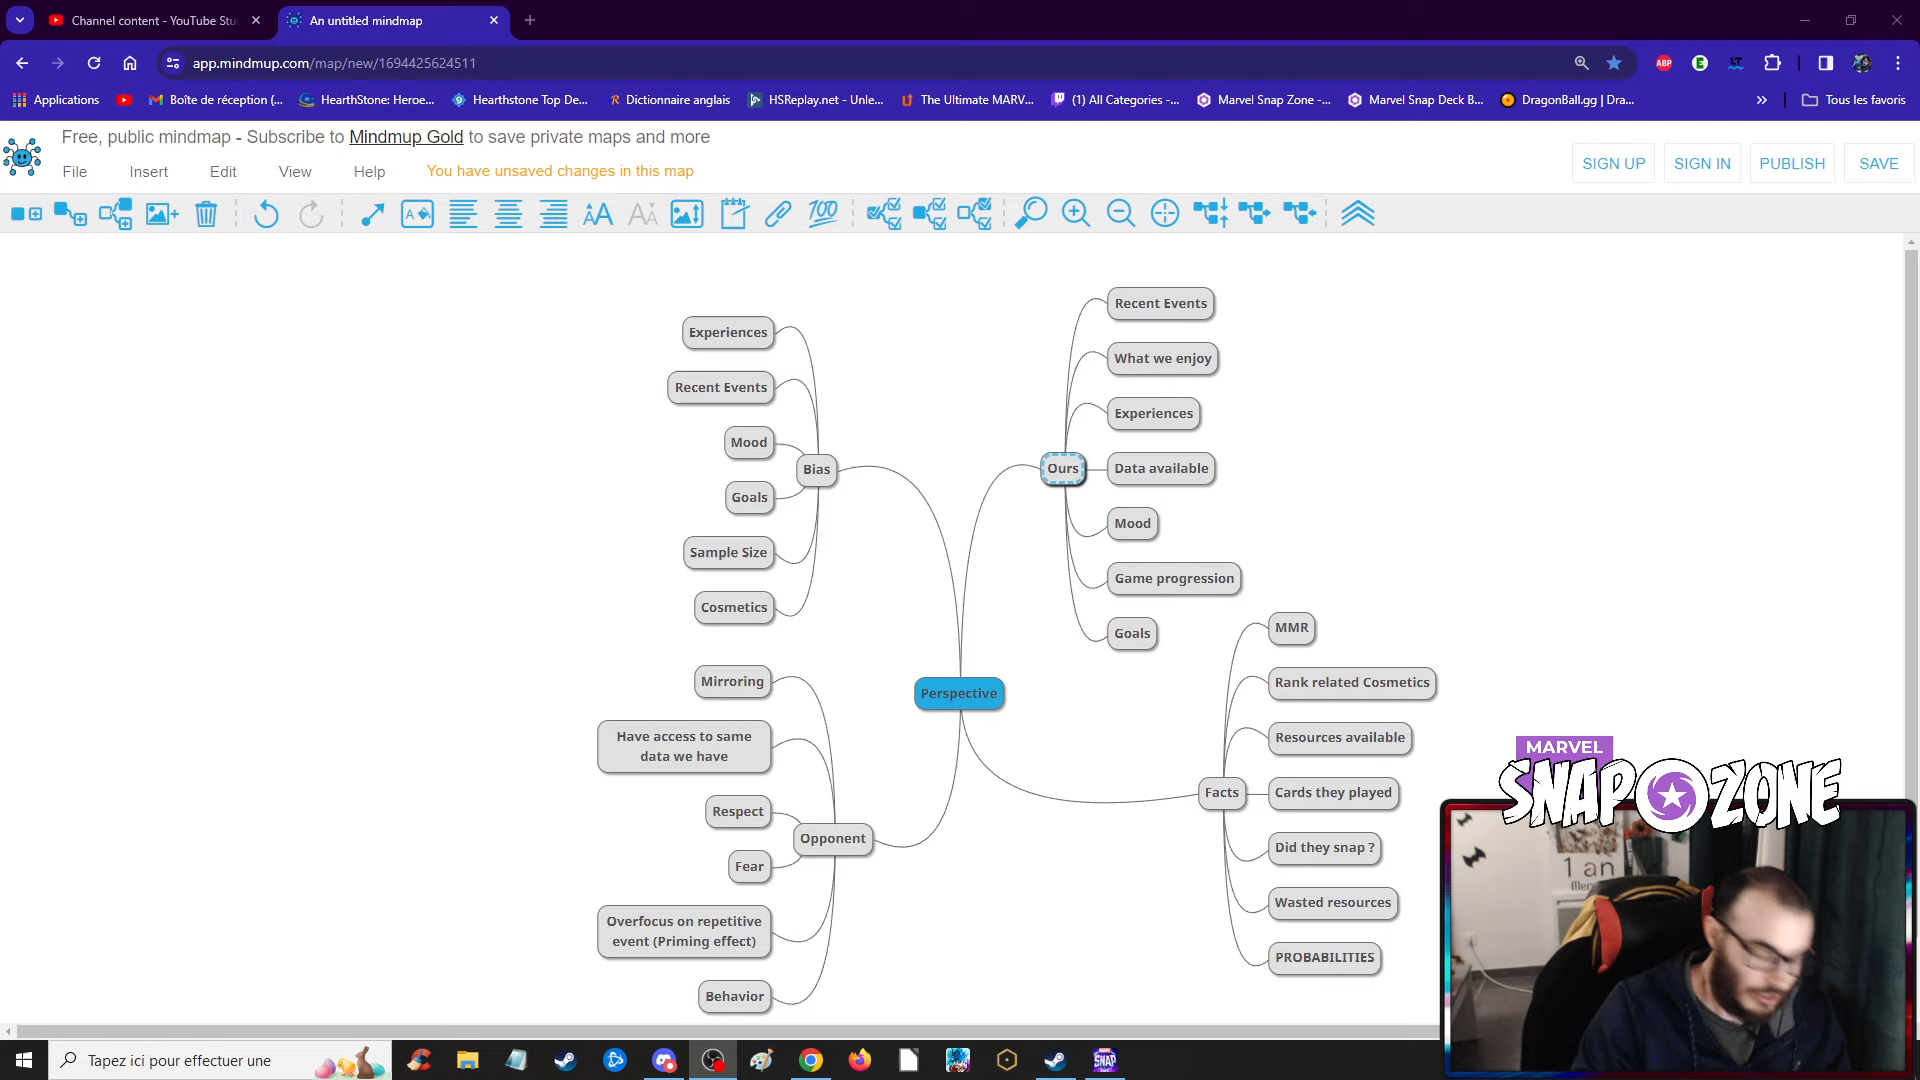 Channel content - YouTube Stu
An untitled mindmap
app.mindmup.com/map/new/1694425624511
Applications
Boîte de réception (...
HearthStone: Heroe...
Hearthstone Top De...
Dictionnaire anglais
HSReplay.net - Unle...
The Ultimate MARV...
(1) All Categories -...
Marvel Snap Zone -...
Marvel Snap Deck B...
DragonBall.gg | Dra...
Tous les favoris
Free, public mindmap - Subscribe to Mindmup Gold to save private maps and more
File Insert Edit View Help You have unsaved changes in this map
SIGN UP SIGN IN PUBLISH SAVE
Experiences
Recent Events
Mood
Bias
Goals
Sample Size
Cosmetics
Recent Events
What we enjoy
Experiences
Ours
Data available
Mood
Game progression
Goals
Perspective
Mirroring
Have access to same
data we have
Respect
Opponent
Fear
Overfocus on repetitive
event (Priming effect)
Behavior
MMR
Rank related Cosmetics
Resources available
Facts
Cards they played
Did they snap ?
Wasted resources
PROBABILITIES
MARVEL
SNAP ZONE
1 an
Tapez ici pour effectuer une